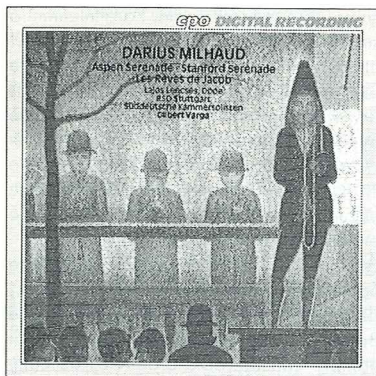 cpo DIGITAL RECORDING
DARIUS MILHAUD
Aspen Serenade · Stanford Serenade
Les Rêves de Jacob
Lajos Lencsés, Oboe
RSO Stuttgart
Süddeutsche Kammersolisten
Gilbert Varga